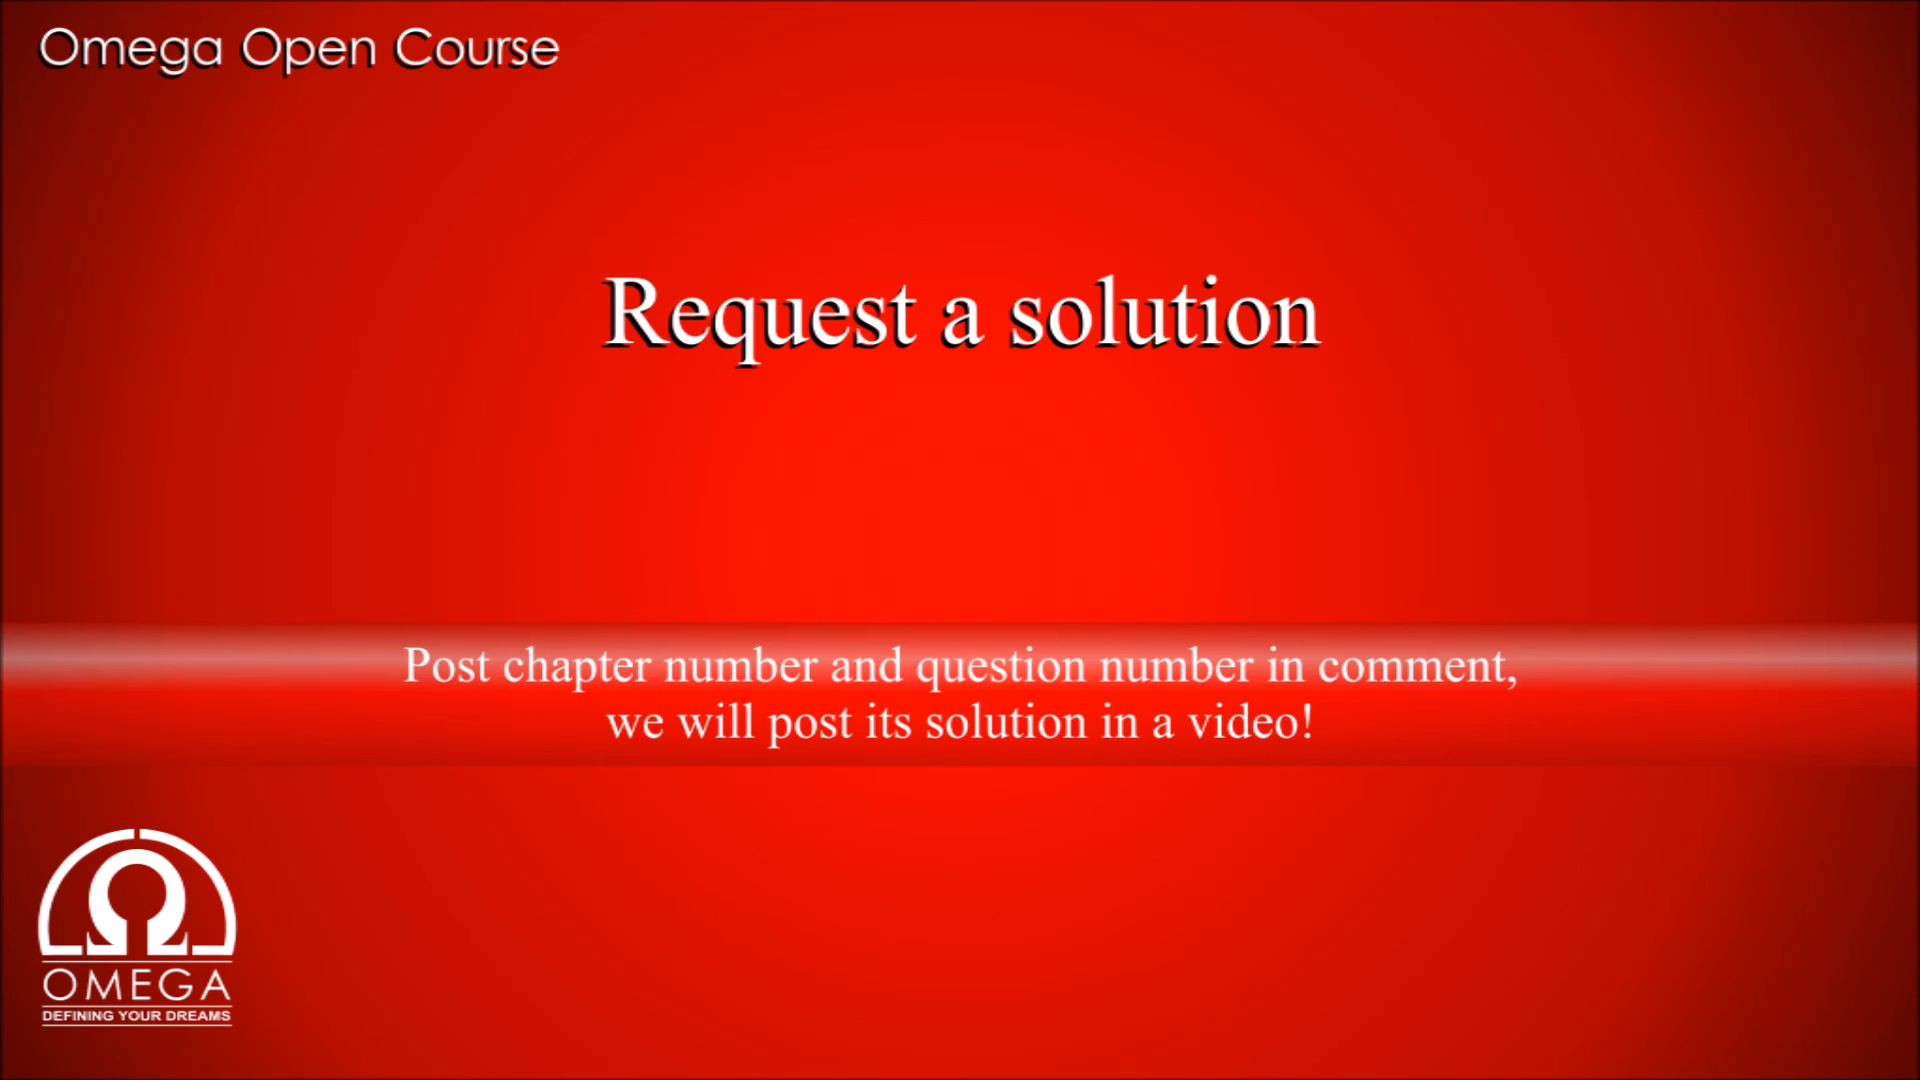 Omega Open Course
Request a solution
Post chapter number and question number in comment,
we will post its solution in a video!
OMEGA
DEFINING YOUR DREAMS